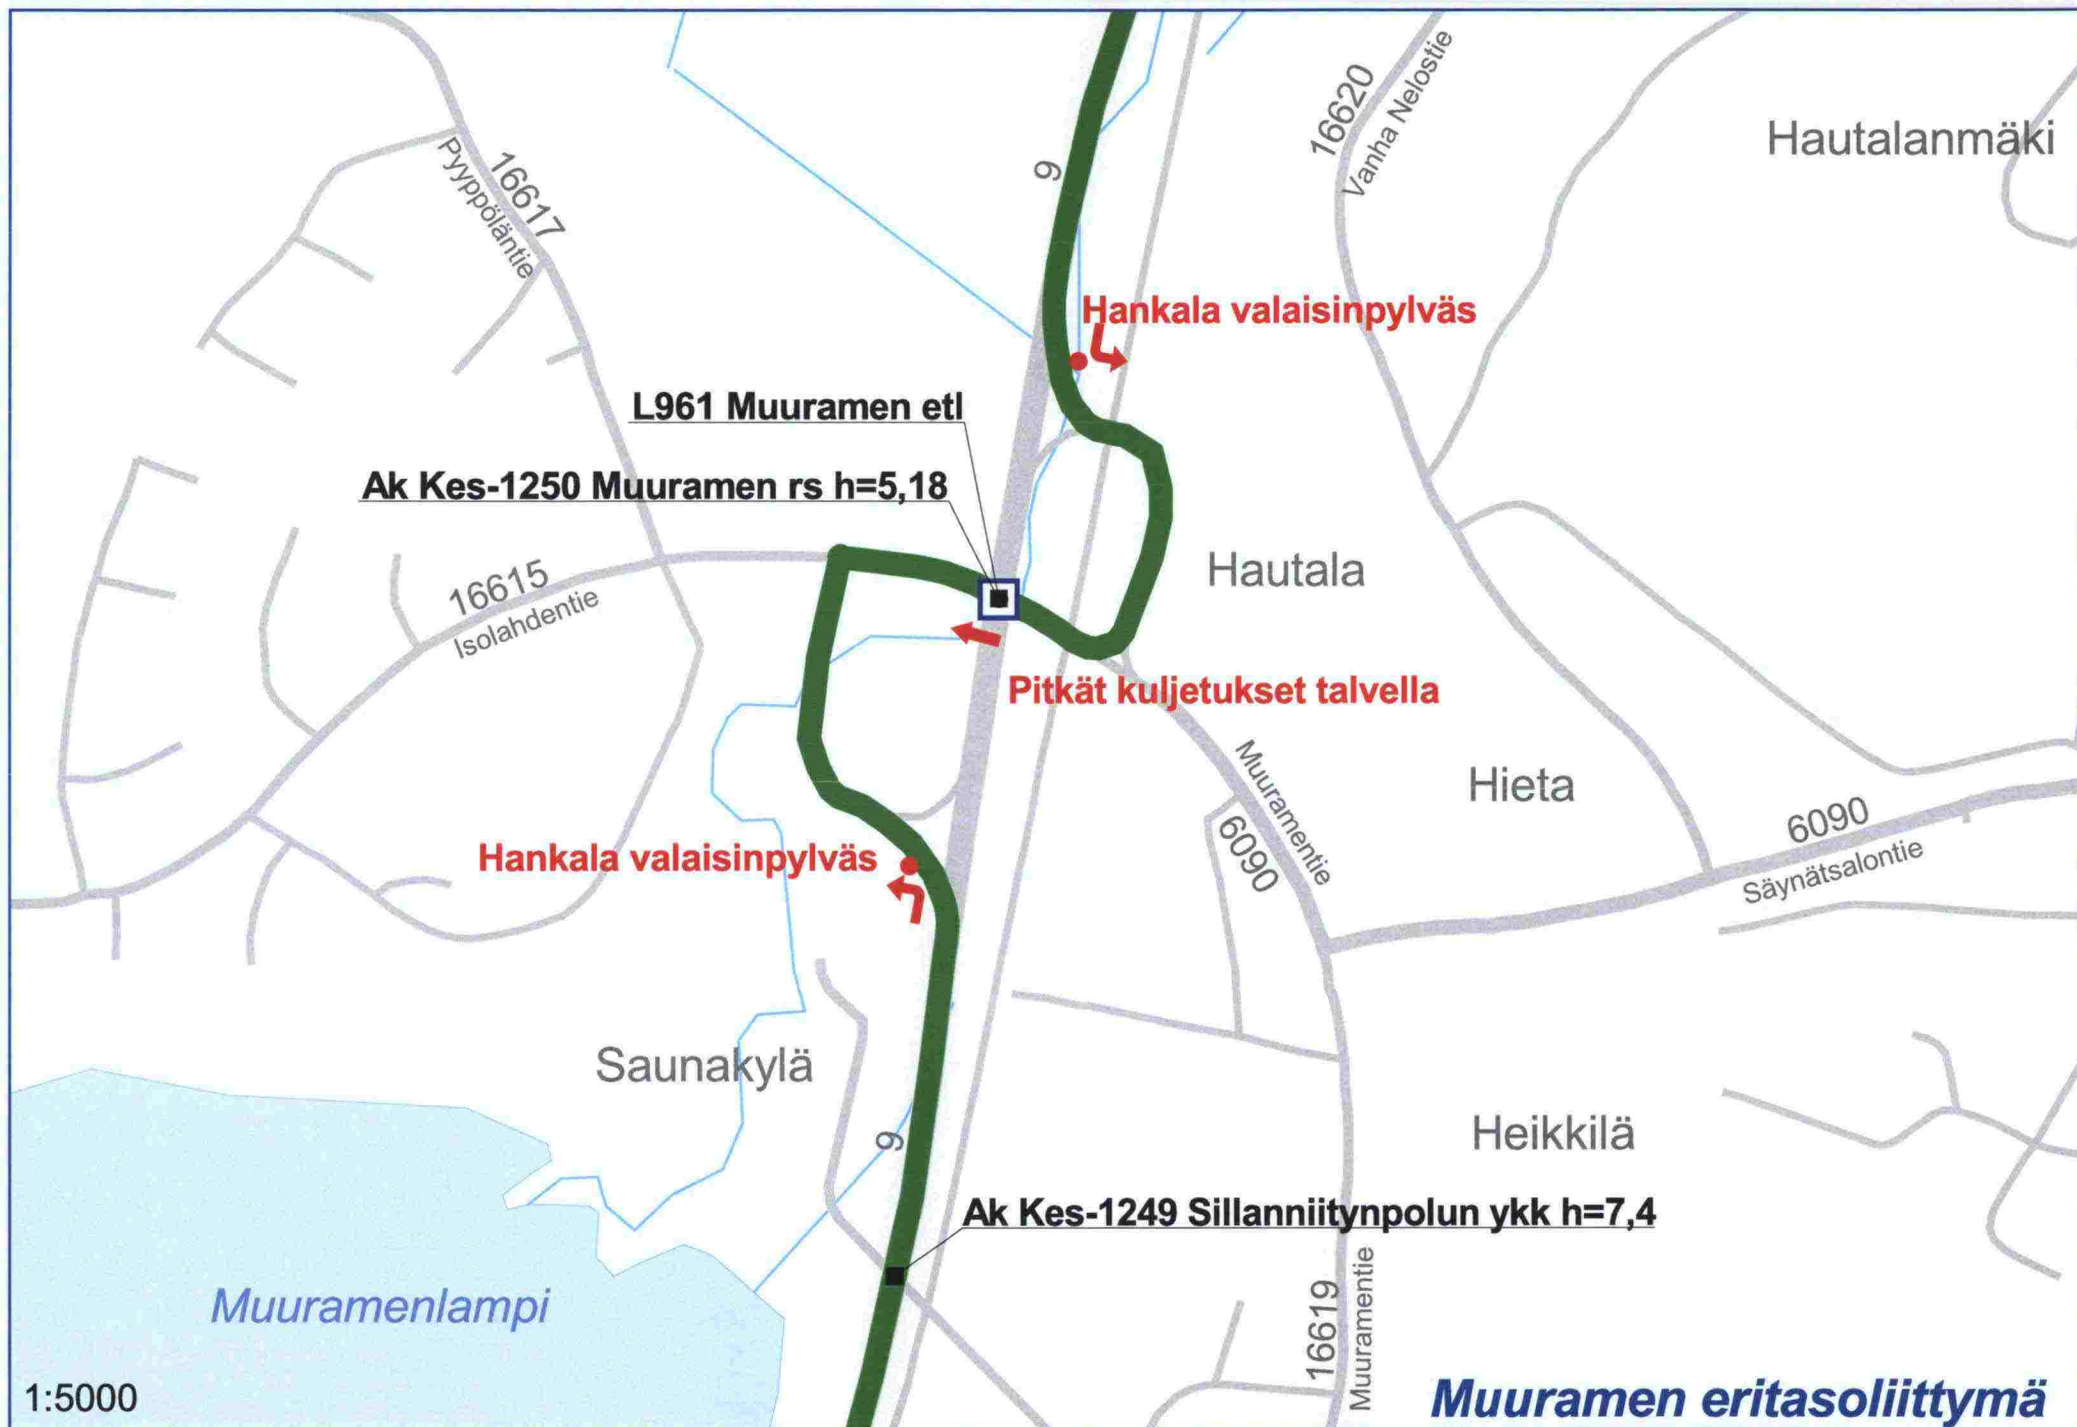 16620
Vanha Nelostie
Hautalanmäki
9
16617
Pyyppöläntie
Hankala valaisinpylväs
L961 Muuramen etl
Ak Kes-1250 Muuramen rs h=5,18
16615
Isolahdentie
Hautala
Pitkät kuljetukset talvella
Muuramentie
6090
Hieta
6090
Säynätsalontie
Hankala valaisinpylväs
Saunakylä
9
Heikkilä
Ak Kes-1249 Sillanniitynpolun ykk h=7,4
Muuramenlampi
16619
Muuramentie
1:5000
Muuramen eritasoliittymä